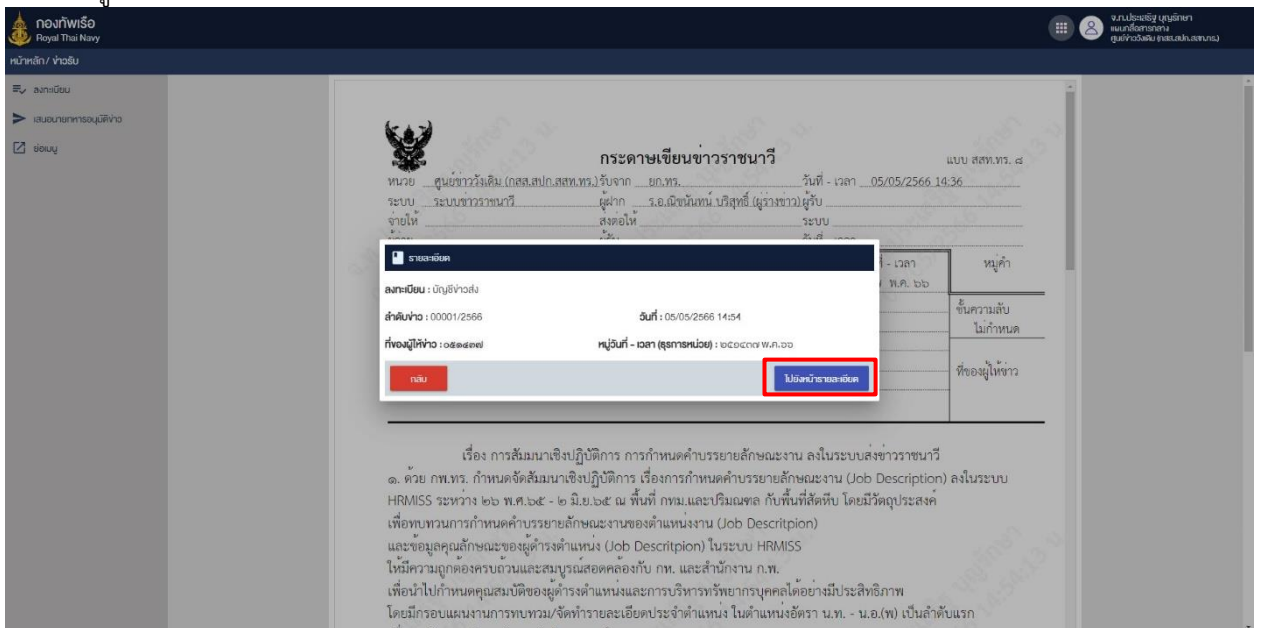 กองทัพเรือ
Royal Thai Navy
หน้าหลัก / ข่าวรับ
ลงทะเบียน
เสนอนายทหารอนุมัติข่าว
ย่อเมนู
กระดาษเขียนข่าวราชนาวี
แบบ สสท.ทร. ๘
หน่วย ศูนย์ข่าววังเดิม (กสส.สปก.สสท.ทร.) รับจาก ยก.ทร. วันที่ - เวลา 05/05/2566 14:36
ระบบ ระบบข่าวราชนาวี ผู้ฝาก ร.อ.ณิชนันทน์ บริสุทธิ์ (ผู้ร่างข่าว) ผู้รับ
จ่ายให้ ส่งต่อให้ ระบบ
- เวลา หมู่คำ
พ.ค. ๖๖
ชั้นความลับ
ไม่กำหนด
ที่ของผู้ให้ข่าว
รายละเอียด
ลงทะเบียน : บัญชีข่าวส่ง
ลำดับข่าว : 00001/2566 วันที่ : 05/05/2566 14:54
ที่ของผู้ให้ข่าว : ๐๕๑๔๓๗ หมู่วันที่ - เวลา (ธุรการหน่วย) : ๒๕๑๔๓๗ พ.ค.๖๖
กลับ ไปยังหน้ารายละเอียด
เรื่อง การสัมมนาเชิงปฏิบัติการ การกำหนดคำบรรยายลักษณะงาน ลงในระบบส่งข่าวราชนาวี
๑. ด้วย กพ.ทร. กำหนดจัดสัมมนาเชิงปฏิบัติการ เรื่องการกำหนดคำบรรยายลักษณะงาน (Job Description) ลงในระบบ
HRMISS ระหว่าง ๒๖ พ.ศ.๖๕ - ๒ มิ.ย.๖๕ ณ พื้นที่ กทม.และปริมณฑล กับพื้นที่สัตหีบ โดยมีวัตถุประสงค์
เพื่อทบทวนการกำหนดคำบรรยายลักษณะงานของตำแหน่งงาน (Job Descritpion)
และข้อมูลคุณลักษณะของผู้ดำรงตำแหน่ง (Job Descritpion) ในระบบ HRMISS
ให้มีความถูกต้องครบถ้วนและสมบูรณ์สอดคล้องกับ กห. และสำนักงาน ก.พ.
เพื่อนำไปกำหนดคุณสมบัติของผู้ดำรงตำแหน่งและการบริหารทรัพยากรบุคคลได้อย่างมีประสิทธิภาพ
โดยมีกรอบแผนงานการทบทวม/จัดทำรายละเอียดประจำตำแหน่ง ในตำแหน่งอัตรา น.ท. - น.อ.(พ) เป็นลำดับแรก